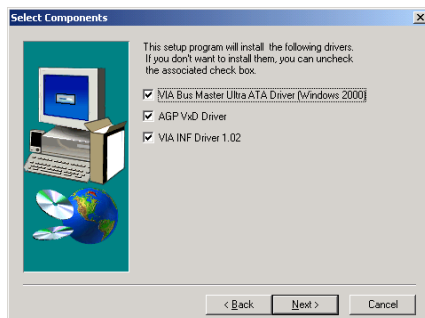 Select Components
This setup program will install the following drivers.
If you don't want to install them, you can uncheck
the associated check box.
VIA Bus Master Ultra ATA Driver (Windows 2000)
AGP VxD Driver
VIA INF Driver 1.02
< Back
Next >
Cancel